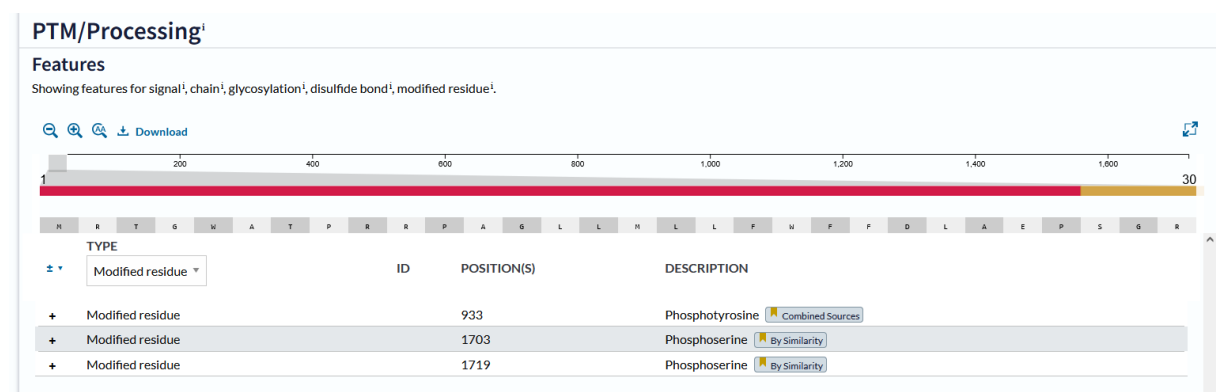 PTM/Processing i
Features
Showing features for signal i, chain i, glycosylation i, disulfide bond i, modified residue i.
AA Download
200 400 600 800 1,000 1,200 1,400 1,600
1 30
M R T G W A T P R R P A G L L M L L F W F F D L A E P S G R
TYPE
± Modified residue ID POSITION(S) DESCRIPTION
+ Modified residue 933 Phosphotyrosine Combined Sources
+ Modified residue 1703 Phosphoserine By Similarity
+ Modified residue 1719 Phosphoserine By Similarity